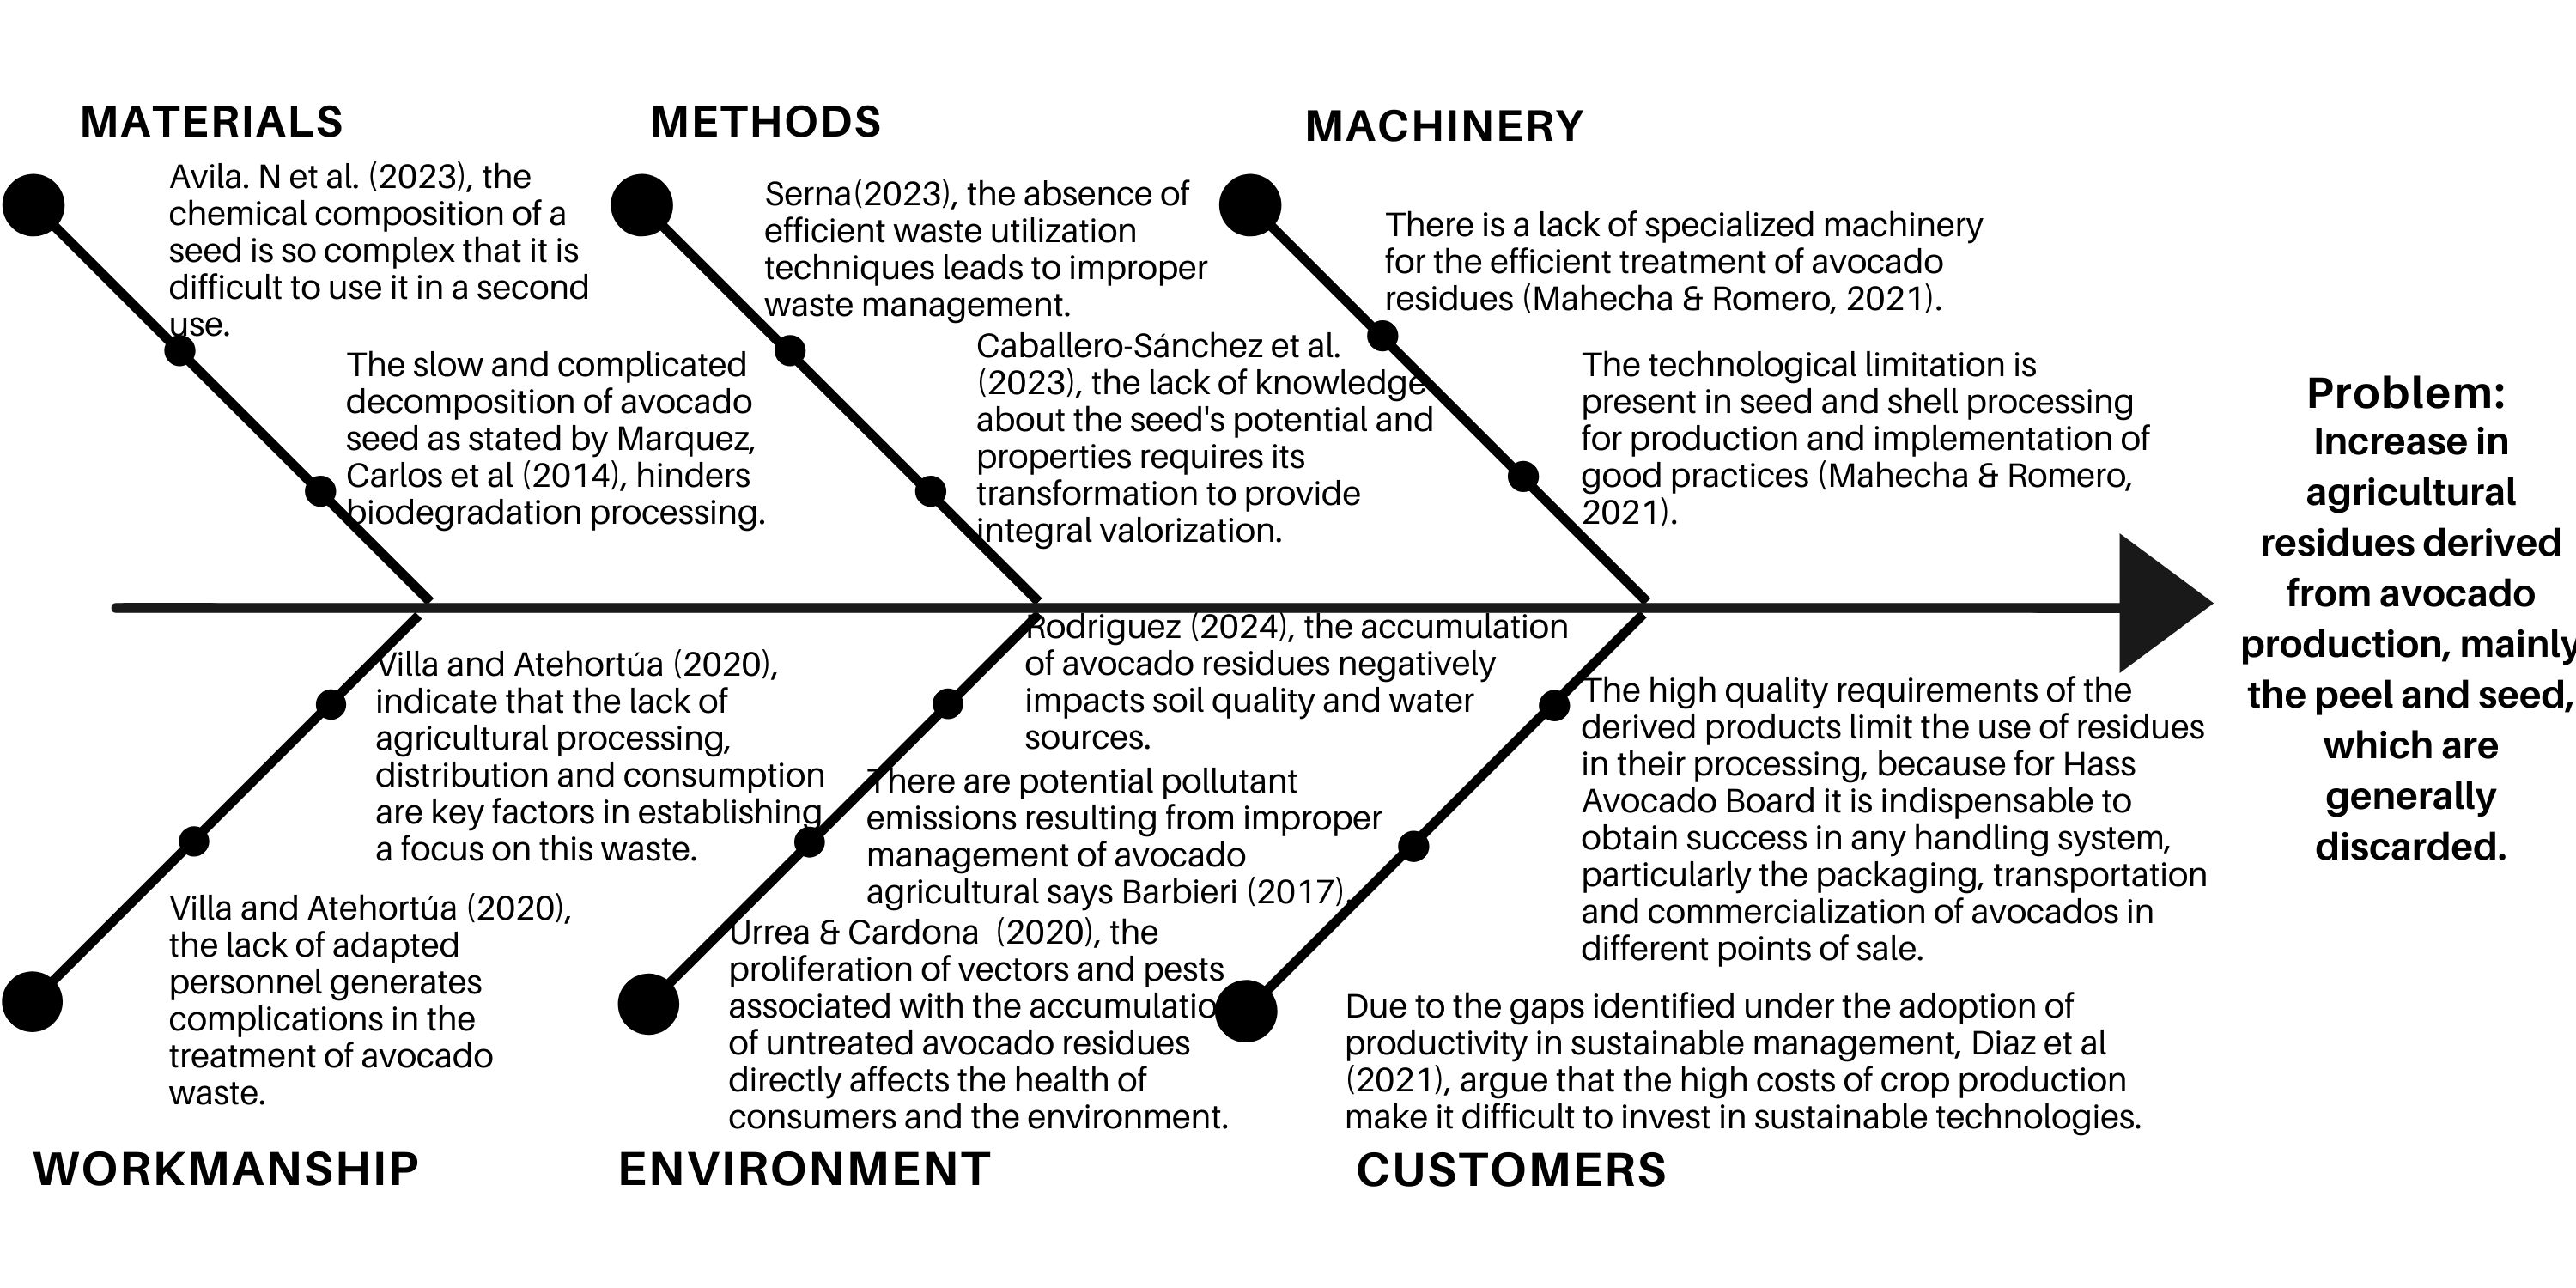 MATERIALS
Avila. N et al. (2023), the
chemical composition of a
seed is so complex that it is
difficult to use it in a second
use.
The slow and complicated
decomposition of avocado
seed as stated by Marquez,
Carlos et al (2014), hinders
biodegradation processing.
METHODS
Serna(2023), the absence of
efficient waste utilization
techniques leads to improper
waste management.
Caballero-Sánchez et al.
(2023), the lack of knowledge
about the seed's potential and
properties requires its
transformation to provide
integral valorization.
MACHINERY
There is a lack of specialized machinery
for the efficient treatment of avocado
residues (Mahecha & Romero, 2021).
The technological limitation is
present in seed and shell processing
for production and implementation of
good practices (Mahecha & Romero,
2021).
Problem:
Increase in
agricultural
residues derived
from avocado
production, mainly
the peel and seed,
which are
generally
discarded.
Villa and Atehortúa (2020),
indicate that the lack of
agricultural processing,
distribution and consumption
are key factors in establishing
a focus on this waste.
Villa and Atehortúa (2020),
the lack of adapted
personnel generates
complications in the
treatment of avocado
waste.
WORKMANSHIP
Rodriguez (2024), the accumulation
of avocado residues negatively
impacts soil quality and water
sources.
There are potential pollutant
emissions resulting from improper
management of avocado
agricultural says Barbieri (2017).
Urrea & Cardona (2020), the
proliferation of vectors and pests
associated with the accumulatio
of untreated avocado residues
directly affects the health of
consumers and the environment.
ENVIRONMENT
The high quality requirements of the
derived products limit the use of residues
in their processing, because for Hass
Avocado Board it is indispensable to
obtain success in any handling system,
particularly the packaging, transportation
and commercialization of avocados in
different points of sale.
Due to the gaps identified under the adoption of
productivity in sustainable management, Diaz et al
(2021), argue that the high costs of crop production
make it difficult to invest in sustainable technologies.
CUSTOMERS